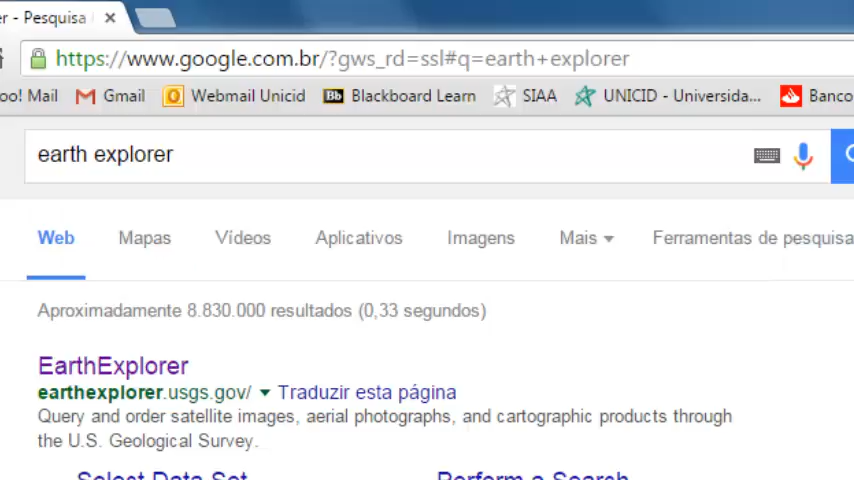 er - Pesquisa
https://www.google.com.br/?gws_rd=ssl#q=earth+explorer
oo! Mail Gmail Webmail Unicid Bb Blackboard Learn SIAA UNICID - Universida... Banco
earth explorer
Web Mapas Vídeos Aplicativos Imagens Mais Ferramentas de pesquisa
Aproximadamente 8.830.000 resultados (0,33 segundos)
EarthExplorer
earthexplorer.usgs.gov/ Traduzir esta página
Query and order satellite images, aerial photographs, and cartographic products through
the U.S. Geological Survey.
Select Data Set Perform a Search